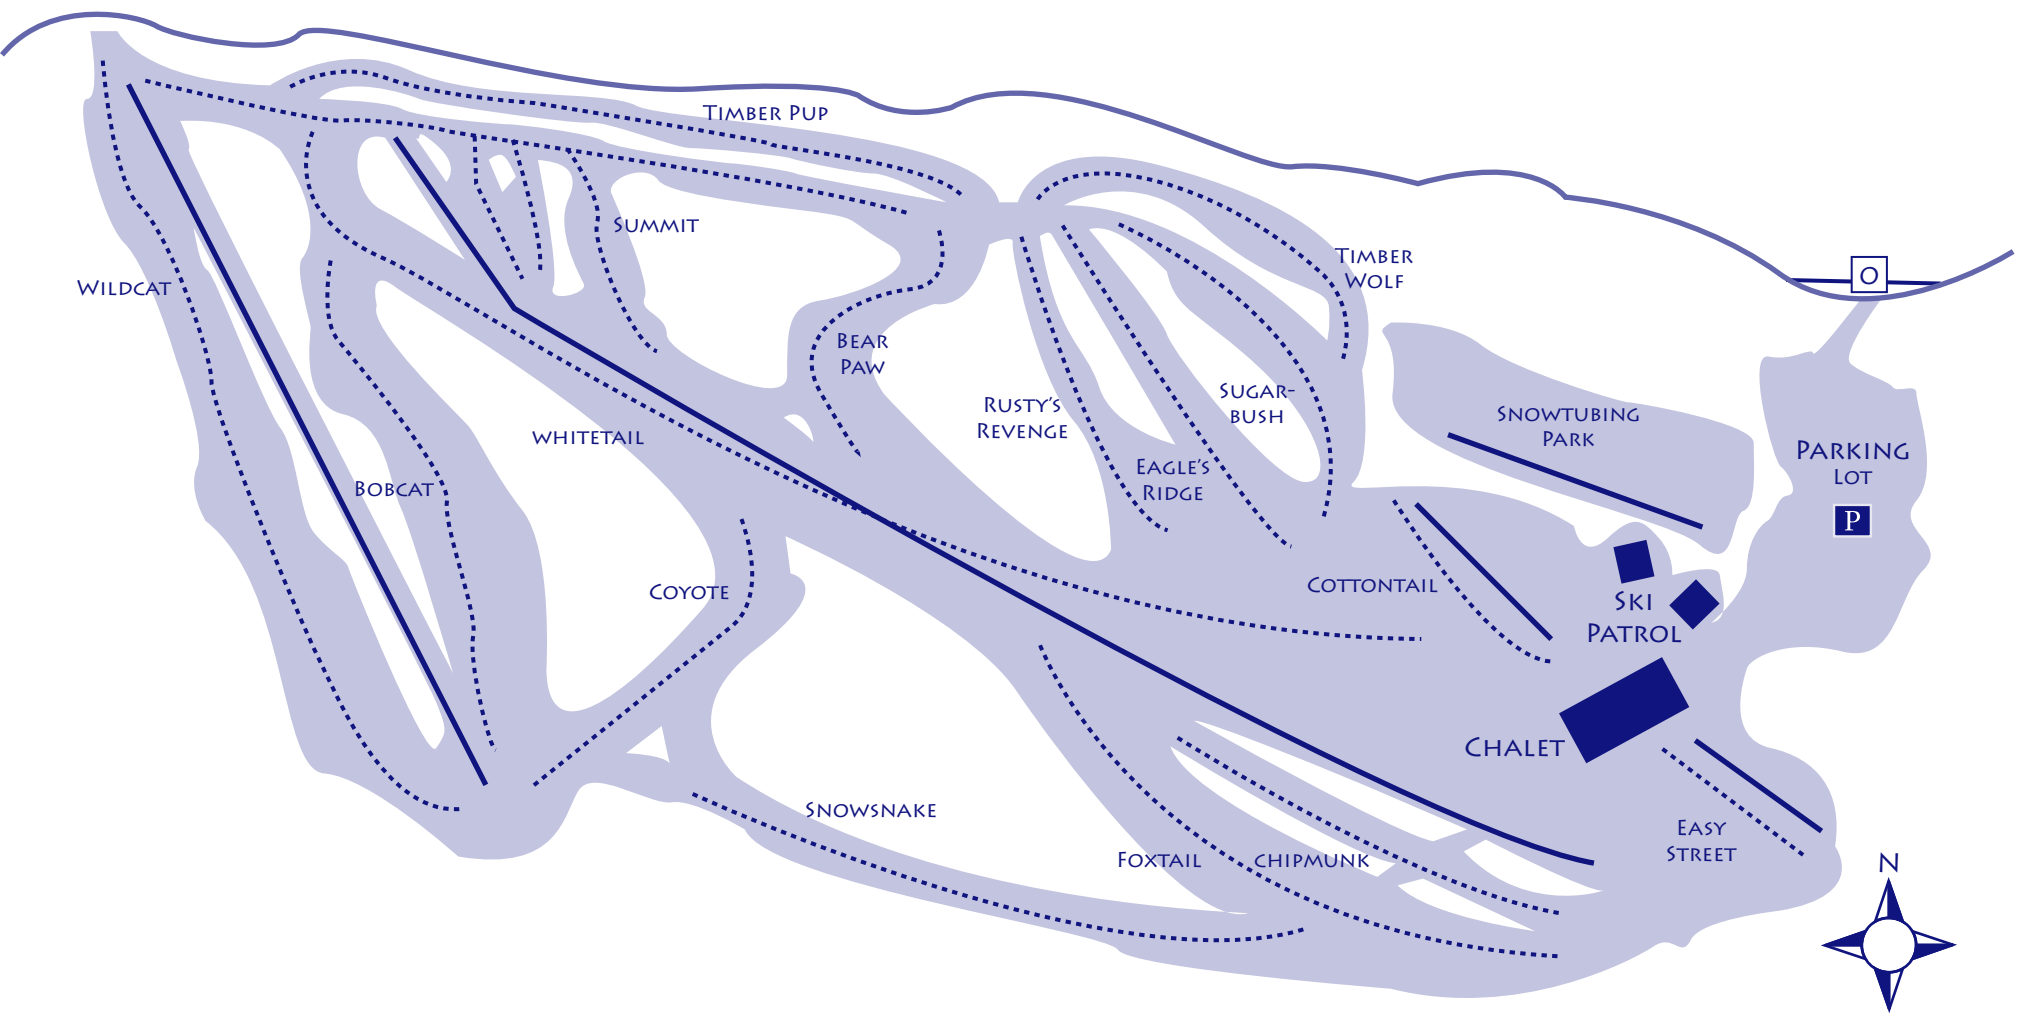 TIMBER PUP
SUMMIT
WILDCAT
TIMBER
WOLF
O
BEAR
PAW
SUGAR-
BUSH
RUSTY'S
REVENGE
SNOWTUBING
PARK
WHITETAIL
PARKING
LOT
P
EAGLE'S
RIDGE
BOBCAT
COYOTE
COTTONTAIL
SKI
PATROL
CHALET
SNOWSNAKE
EASY
STREET
FOXTAIL
CHIPMUNK
N